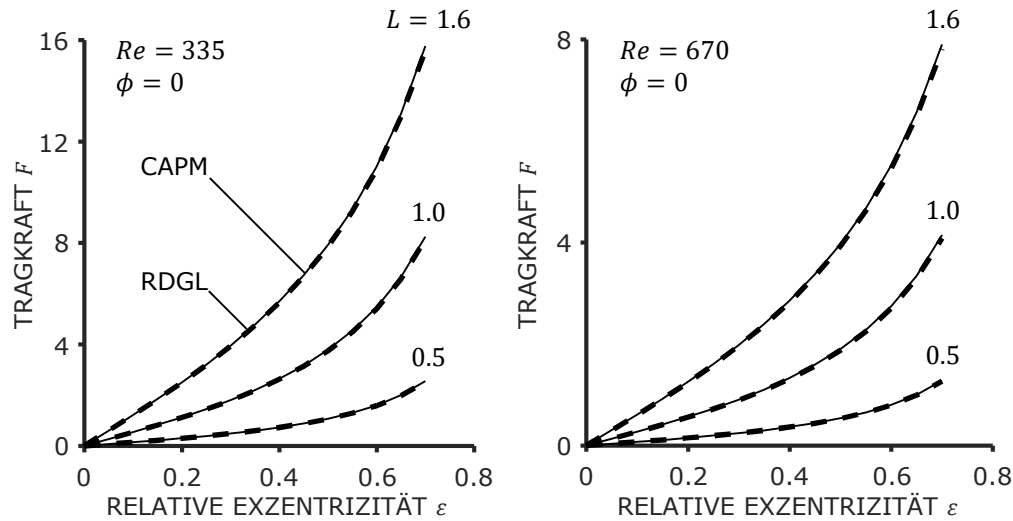 L = 1.6
16
Re = 335
ϕ = 0
12
CAPM
8
1.0
RDGL
4
0.5
0
0
0.2
0.4
0.6
0.8
TRAGKRAFT F
RELATIVE EXZENTRIZITÄT ε
1.6
8
Re = 670
ϕ = 0
1.0
4
0.5
0
0
0.2
0.4
0.6
0.8
TRAGKRAFT F
RELATIVE EXZENTRIZITÄT ε